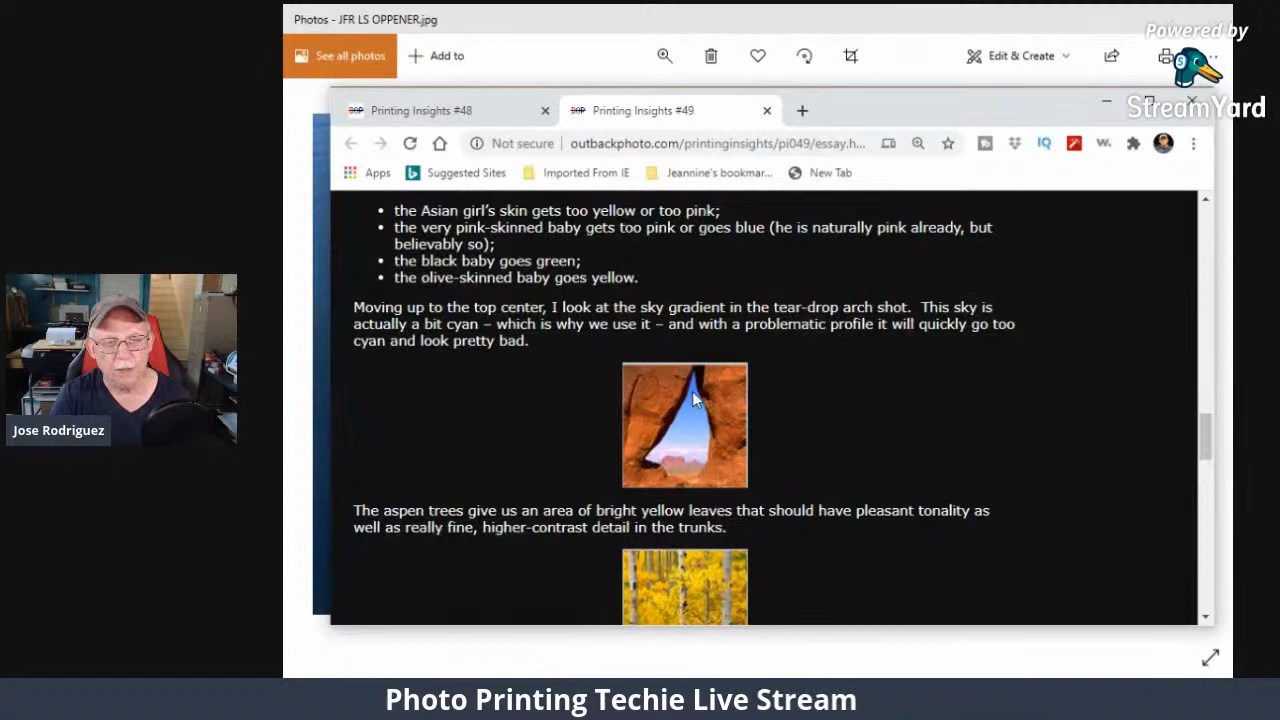 Photos - JFR LS OPPENER.jpg
Powered by
See all photos
Add to
Edit & Create
StreamYard
Printing Insights #48
Printing Insights #49
Not secure
outbackphoto.com/printinginsights/pi049/essay.h...
IQ
w.
Apps
Suggested Sites
Imported From IE
Jeannine's bookmar...
New Tab
• the Asian girl's skin gets too yellow or too pink;
• the very pink-skinned baby gets too pink or goes blue (he is naturally pink already, but
believably so);
• the black baby goes green;
• the olive-skinned baby goes yellow.
Moving up to the top center, I look at the sky gradient in the tear-drop arch shot. This sky is
actually a bit cyan – which is why we use it – and with a problematic profile it will quickly go too
cyan and look pretty bad.
Jose Rodriguez
The aspen trees give us an area of bright yellow leaves that should have pleasant tonality as
well as really fine, higher-contrast detail in the trunks.
Photo Printing Techie Live Stream